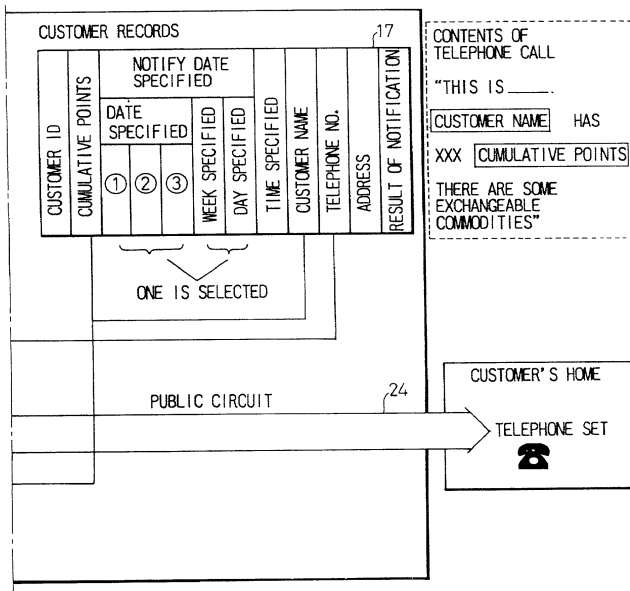 CUSTOMER RECORDS
17
CUSTOMER ID
CUMULATIVE POINTS
NOTIFY DATE
SPECIFIED
DATE
SPECIFIED
① ② ③
WEEK SPECIFIED
DAY SPECIFIED
TIME SPECIFIED
CUSTOMER NAME
TELEPHONE NO.
ADDRESS
RESULT OF NOTIFICATION
ONE IS SELECTED
CONTENTS OF
TELEPHONE CALL
"THIS IS ____.
CUSTOMER NAME HAS
XXX CUMULATIVE POINTS
THERE ARE SOME
EXCHANGEABLE
COMMODITIES"
PUBLIC CIRCUIT
24
CUSTOMER'S HOME
TELEPHONE SET